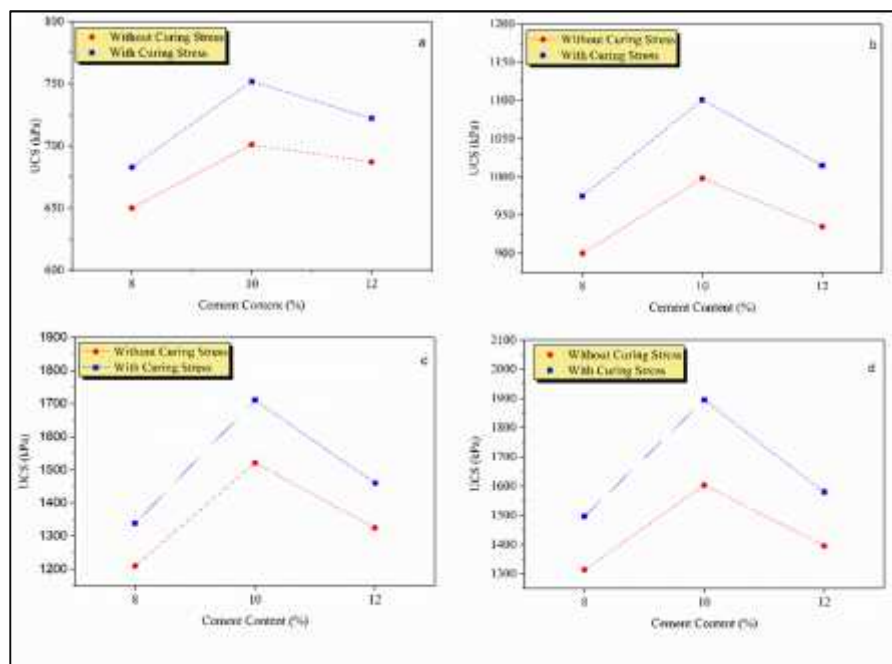 800
750
700
650
600
UCS (kPa)
Without Curing Stress
With Curing Stress
a
8 10 12
Cement Content (%)
1200
1150
1100
1050
1000
950
900
UCS (kPa)
Without Curing Stress
With Curing Stress
b
8 10 12
Cement Content (%)
1900
1800
1700
1600
1500
1400
1300
1200
UCS (kPa)
Without Curing Stress
With Curing Stress
c
8 10 12
Cement Content (%)
2100
2000
1900
1800
1700
1600
1500
1400
1300
UCS (kPa)
Without Curing Stress
With Curing Stress
d
8 10 12
Cement Content (%)